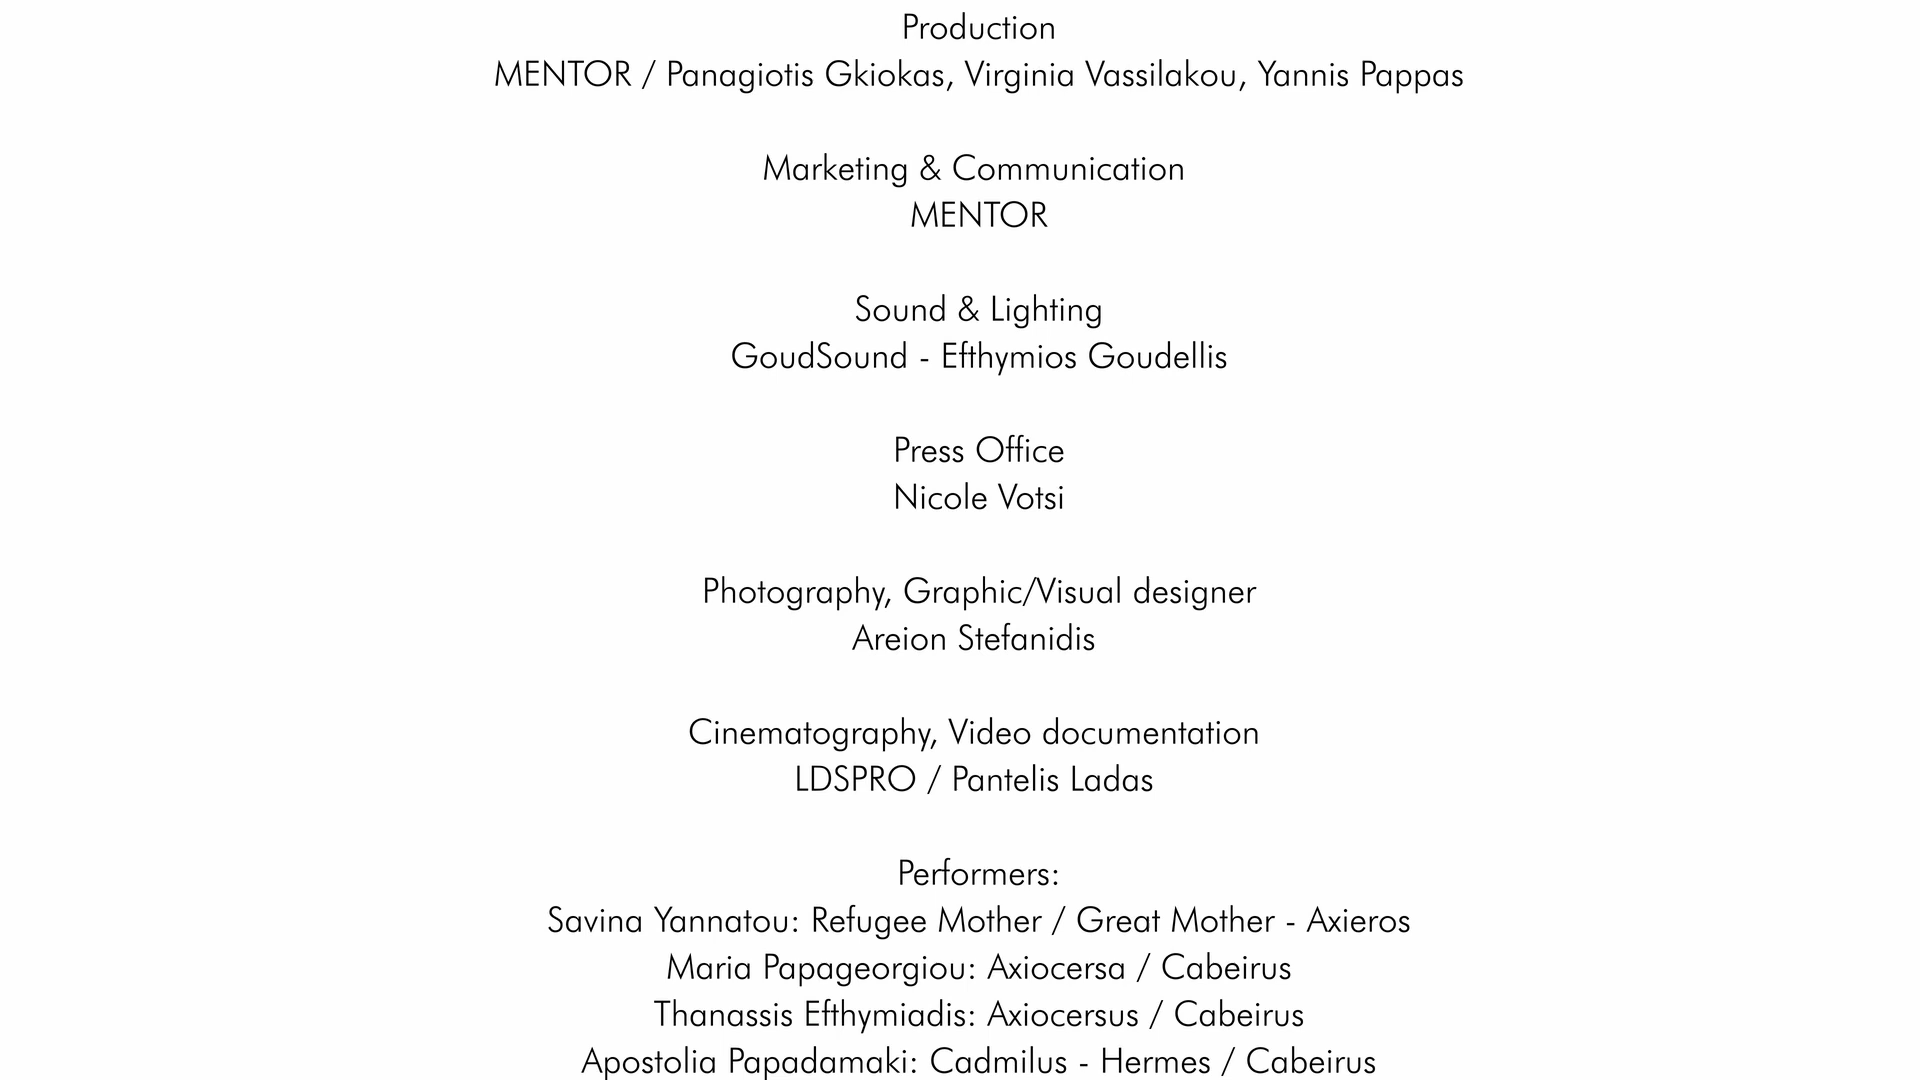 Production
MENTOR / Panagiotis Gkiokas, Virginia Vassilakou, Yannis Pappas
Marketing & Communication
MENTOR
Sound & Lighting
GoudSound - Efthymios Goudellis
Press Office
Nicole Votsi
Photography, Graphic/Visual designer
Areion Stefanidis
Cinematography, Video documentation
LDSPRO / Pantelis Ladas
Performers:
Savina Yannatou: Refugee Mother / Great Mother - Axieros
Maria Papageorgiou: Axiocersa / Cabeirus
Thanassis Efthymiadis: Axiocersus / Cabeirus
Apostolia Papadamaki: Cadmilus - Hermes / Cabeirus